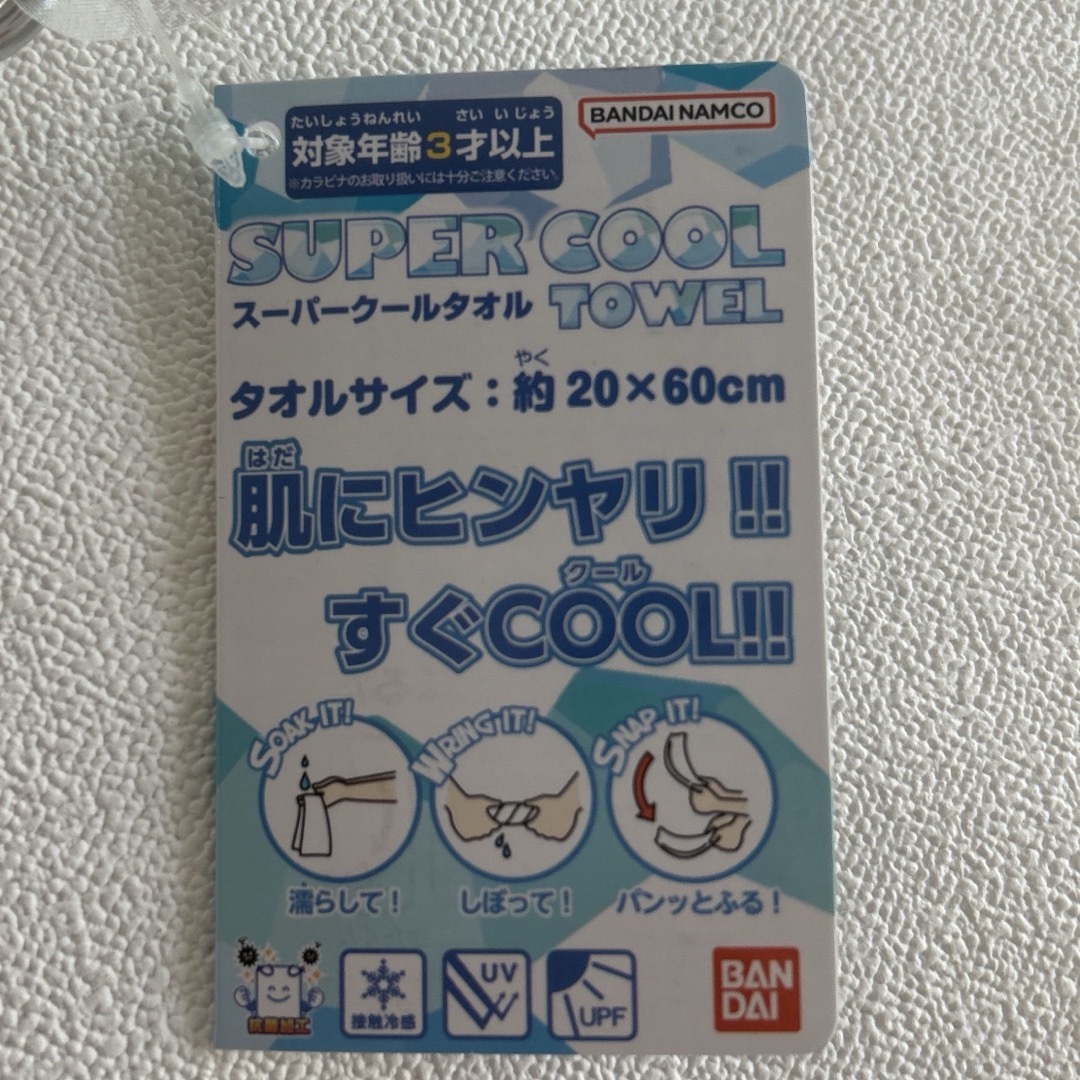 たいしょうねんれい さい いじょう
対象年齢3才以上
※カラビナのお取り扱いには十分ご注意ください。
BANDAI NAMCO
SUPER COOL
スーパークールタオル TOWEL
やく
タオルサイズ:約20×60cm
はだ
肌にヒンヤリ!!
クール
すぐCOOL!!
SOAK IT! WRING IT! SNAP IT!
濡らして! しぼって! パンッとふる!
抗菌加工
接触冷感
UV
UPF
BAN
DAI